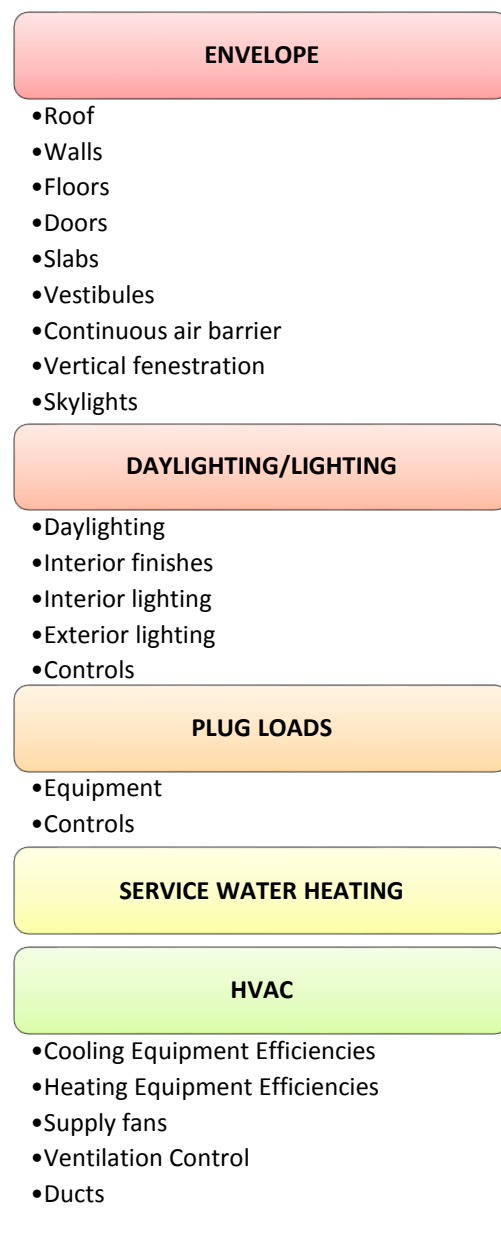 ENVELOPE
•Roof
•Walls
•Floors
•Doors
•Slabs
•Vestibules
•Continuous air barrier
•Vertical fenestration
•Skylights
DAYLIGHTING/LIGHTING
•Daylighting
•Interior finishes
•Interior lighting
•Exterior lighting
•Controls
PLUG LOADS
•Equipment
•Controls
SERVICE WATER HEATING
HVAC
•Cooling Equipment Efficiencies
•Heating Equipment Efficiencies
•Supply fans
•Ventilation Control
•Ducts